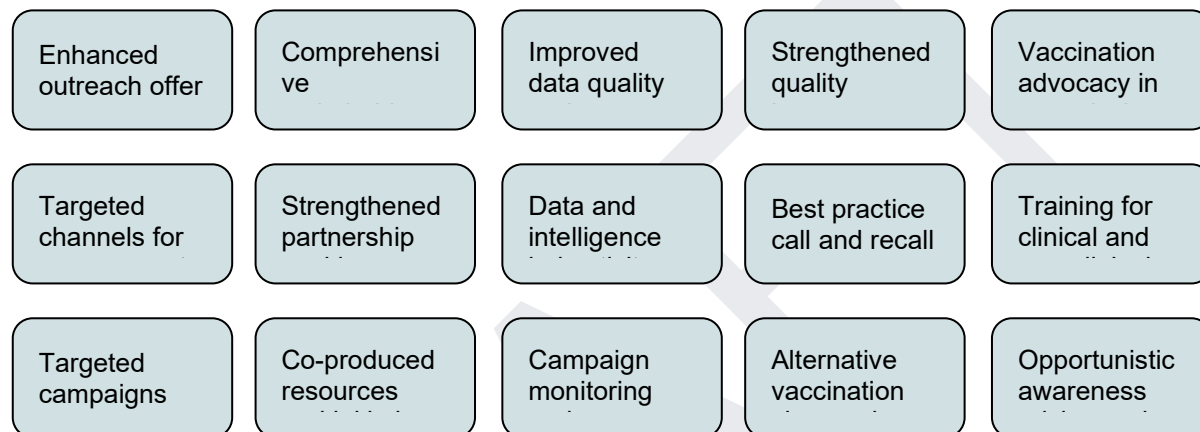 Enhanced
outreach offer
Comprehensi
ve
Improved
data quality
Strengthened
quality
Vaccination
advocacy in
Targeted
channels for
Strengthened
partnership
Data and
intelligence
Best practice
call and recall
Training for
clinical and
Targeted
campaigns
Co-produced
resources
Campaign
monitoring
Alternative
vaccination
Opportunistic
awareness